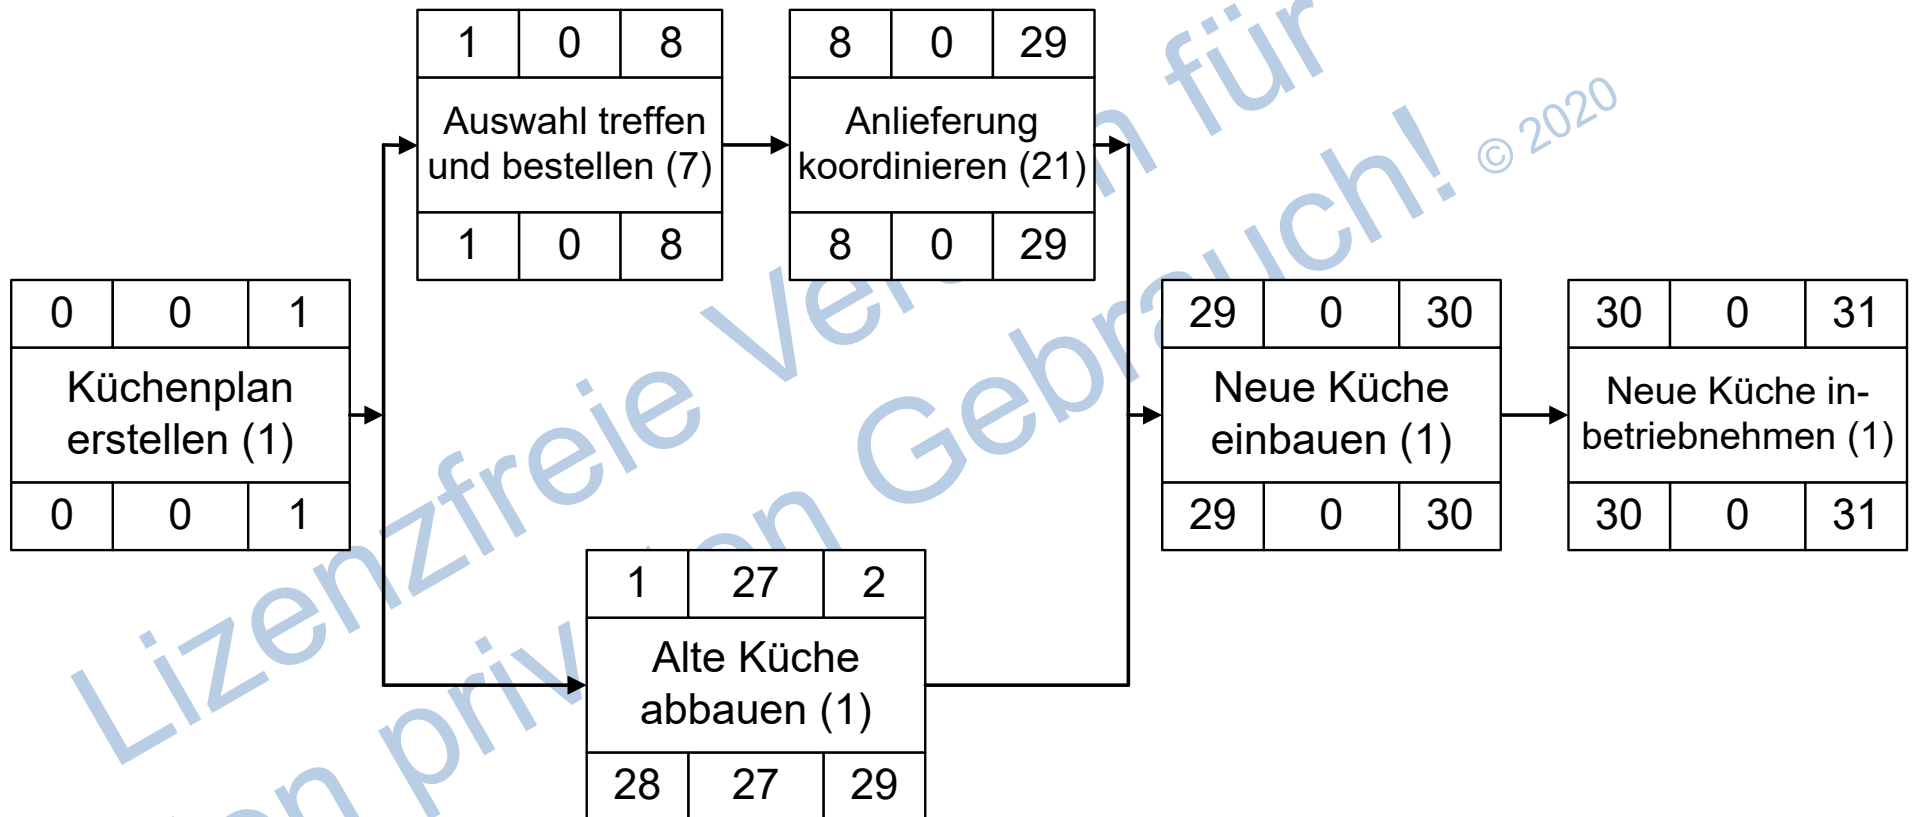 1 0 8
Auswahl treffen
und bestellen (7)
1 0 8
8 0 29
Anlieferung
koordinieren (21)
8 0 29
0 0 1
Küchenplan
erstellen (1)
0 0 1
1 27 2
Alte Küche
abbauen (1)
28 27 29
29 0 30
Neue Küche
einbauen (1)
29 0 30
30 0 31
Neue Küche in-
betriebnehmen (1)
30 0 31
Lizenzfreie für
Gebrauch! © 2020